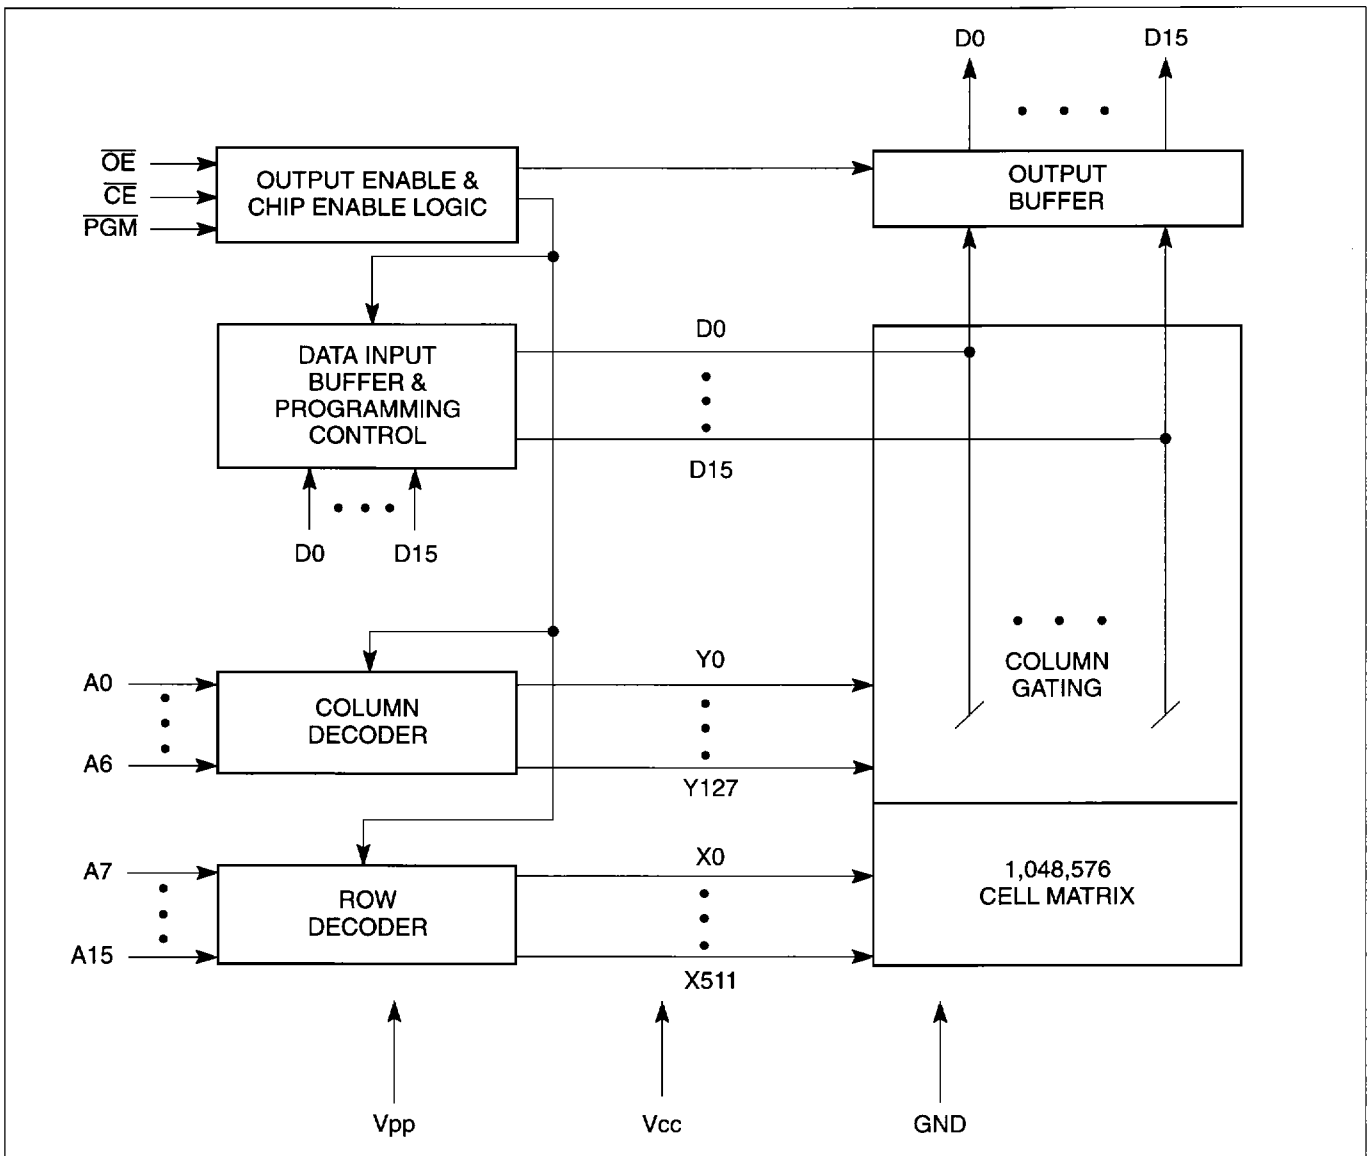 D0 D15
OE
CE
PGM
OUTPUT ENABLE &
CHIP ENABLE LOGIC
OUTPUT
BUFFER
DATA INPUT
BUFFER &
PROGRAMMING
CONTROL
D0
D15
D0 D15
COLUMN
GATING
A0
A6
COLUMN
DECODER
Y0
Y127
A7
A15
ROW
DECODER
X0
X511
1,048,576
CELL MATRIX
Vpp Vcc GND